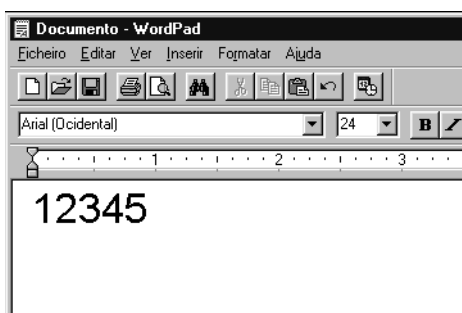 Documento - WordPad
Ficheiro Editar Ver Inserir Formatar Ajuda
Arial (Ocidental) 24 B I
1 2 3
12345